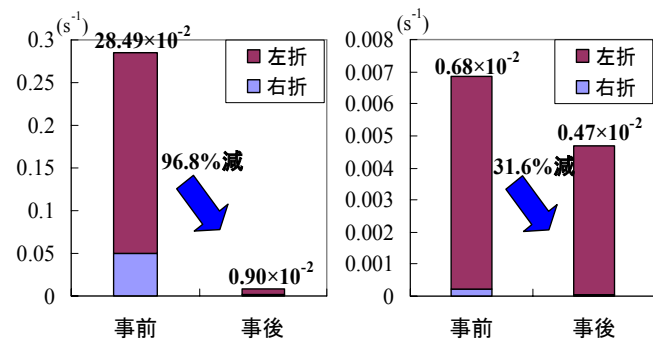 (s⁻¹)
0.3
0.25
0.2
0.15
0.1
0.05
0
28.49×10⁻²
左折
右折
96.8%減
0.90×10⁻²
事前
事後
(s⁻¹)
0.008
0.007
0.006
0.005
0.004
0.003
0.002
0.001
0
0.68×10⁻²
左折
右折
0.47×10⁻²
31.6%減
事前
事後